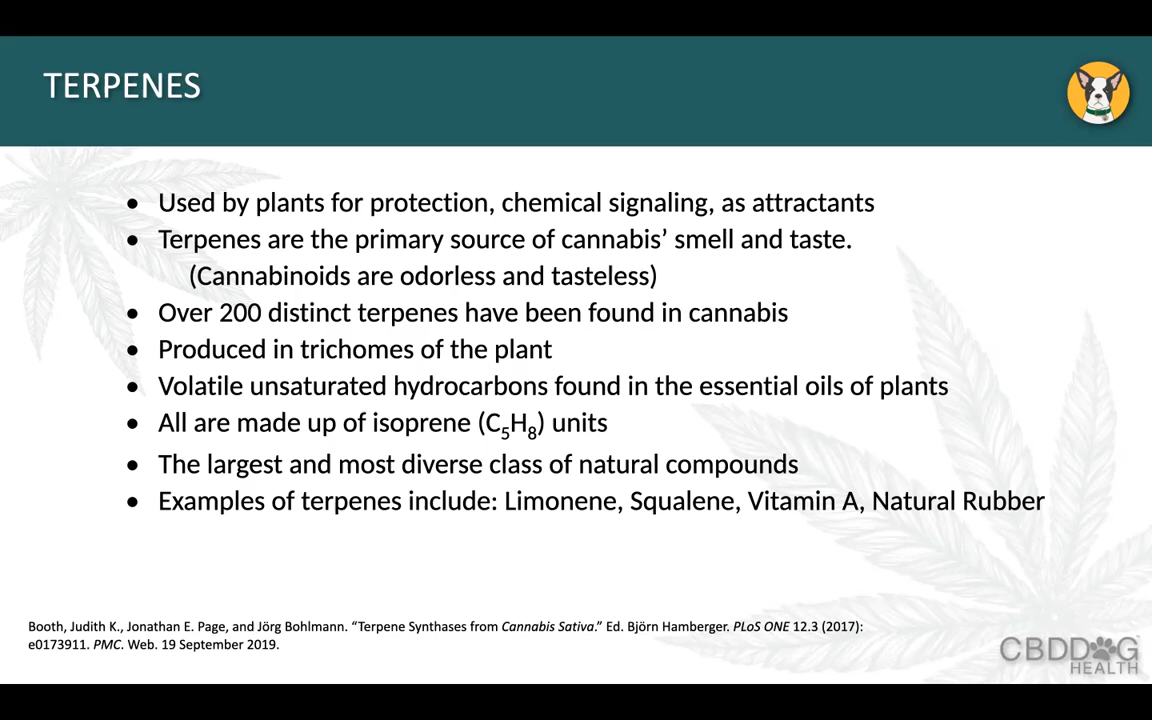 TERPENES
• Used by plants for protection, chemical signaling, as attractants
• Terpenes are the primary source of cannabis’ smell and taste.
(Cannabinoids are odorless and tasteless)
• Over 200 distinct terpenes have been found in cannabis
• Produced in trichomes of the plant
• Volatile unsaturated hydrocarbons found in the essential oils of plants
• All are made up of isoprene (C₅H₈) units
• The largest and most diverse class of natural compounds
• Examples of terpenes include: Limonene, Squalene, Vitamin A, Natural Rubber
Booth, Judith K., Jonathan E. Page, and Jörg Bohlmann. “Terpene Synthases from Cannabis Sativa.” Ed. Björn Hamberger. PLoS ONE 12.3 (2017):
e0173911. PMC. Web. 19 September 2019.
CBDDOG
HEALTH